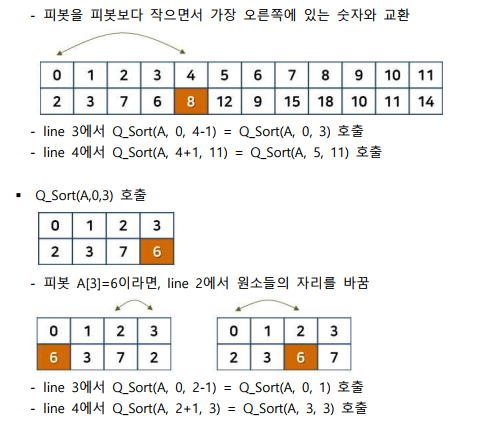 - 피봇을 피봇보다 작으면서 가장 오른쪽에 있는 숫자와 교환
0 1 2 3 4 5 6 7 8 9 10 11
2 3 7 6 8 12 9 15 18 10 11 14
- line 3에서 Q_Sort(A, 0, 4-1) = Q_Sort(A, 0, 3) 호출
- line 4에서 Q_Sort(A, 4+1, 11) = Q_Sort(A, 5, 11) 호출
▪ Q_Sort(A,0,3) 호출
0 1 2 3
2 3 7 6
- 피봇 A[3]=6이라면, line 2에서 원소들의 자리를 바꿈
0 1 2 3
6 3 7 2
0 1 2 3
2 3 6 7
- line 3에서 Q_Sort(A, 0, 2-1) = Q_Sort(A, 0, 1) 호출
- line 4에서 Q_Sort(A, 2+1, 3) = Q_Sort(A, 3, 3) 호출